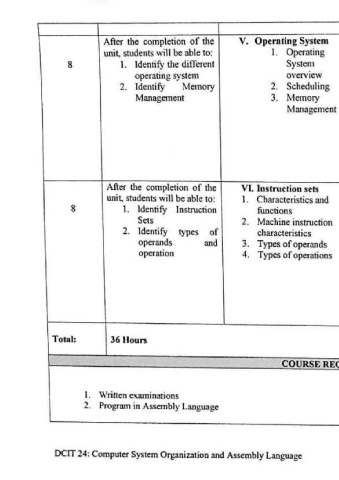 After the completion of the
unit, students will be able to:
8
1. Identify the different
operating system
2. Identify Memory
Management
V. Operating System
1. Operating
System
overview
2. Scheduling
3. Memory
Management
After the completion of the
unit, students will be able to:
8
1. Identify Instruction
Sets
2. Identify types of
operands and
operation
VI. Instruction sets
1. Characteristics and
functions
2. Machine instruction
characteristics
3. Types of operands
4. Types of operations
Total:
36 Hours
COURSE REQ
1. Written examinations
2. Program in Assembly Language
DCIT 24: Computer System Organization and Assembly Language